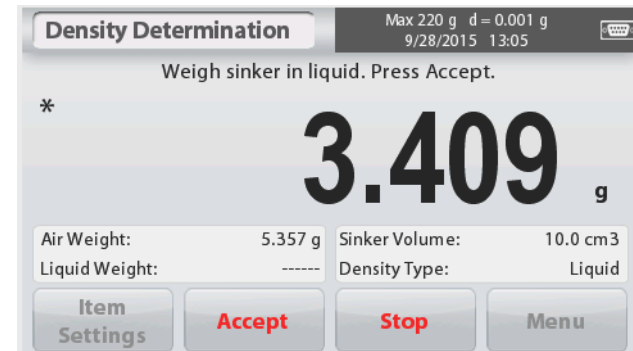 Density Determination
Max 220 g d = 0.001 g
9/28/2015 13:05
Weigh sinker in liquid. Press Accept.
*
3.409 g
Air Weight: 5.357 g Sinker Volume: 10.0 cm3
Liquid Weight: ------ Density Type: Liquid
Item
Settings
Accept
Stop
Menu